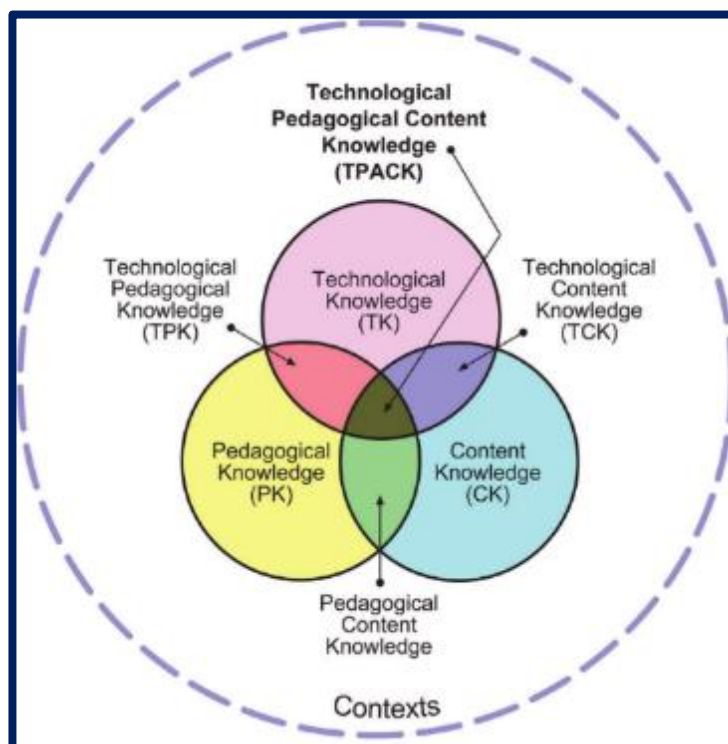 Technological
Pedagogical Content
Knowledge
(TPACK)
Technological
Pedagogical
Knowledge
(TPK)
Technological
Knowledge
(TK)
Technological
Content
Knowledge
(TCK)
Pedagogical
Knowledge
(PK)
Content
Knowledge
(CK)
Pedagogical
Content
Knowledge
Contexts